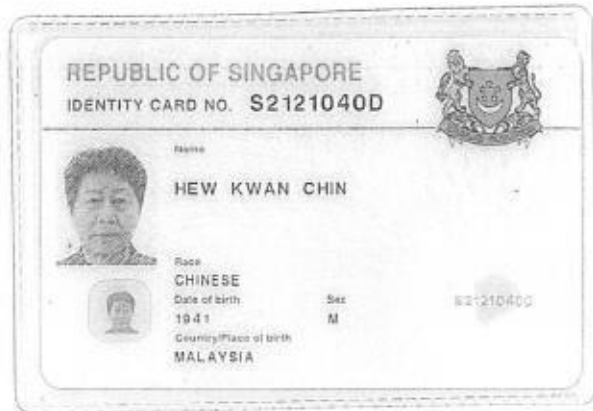 REPUBLIC OF SINGAPORE
IDENTITY CARD NO. S2121040D
Name
HEW KWAN CHIN
Race
CHINESE
Date of birth Sex
1941 M
S2121040D
Country/Place of birth
MALAYSIA